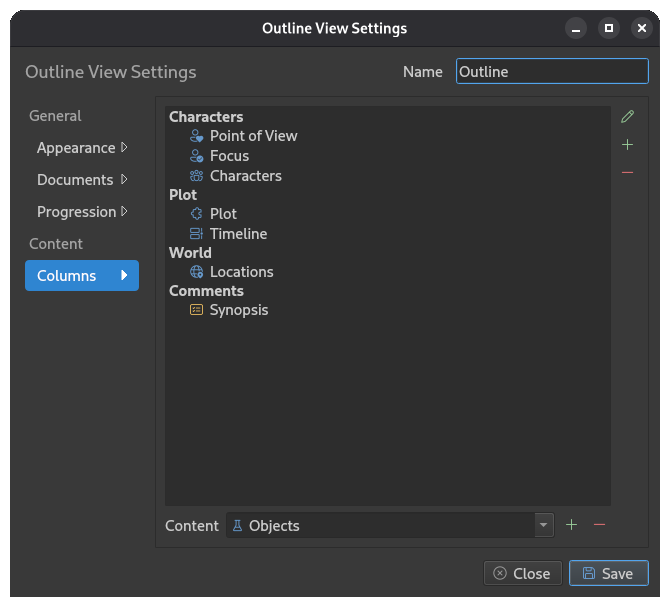 Outline View Settings
Outline View Settings
Name Outline
General
Appearance
Documents
Progression
Content
Columns
Characters
Point of View
Focus
Characters
Plot
Plot
Timeline
World
Locations
Comments
Synopsis
Content Objects
Close Save